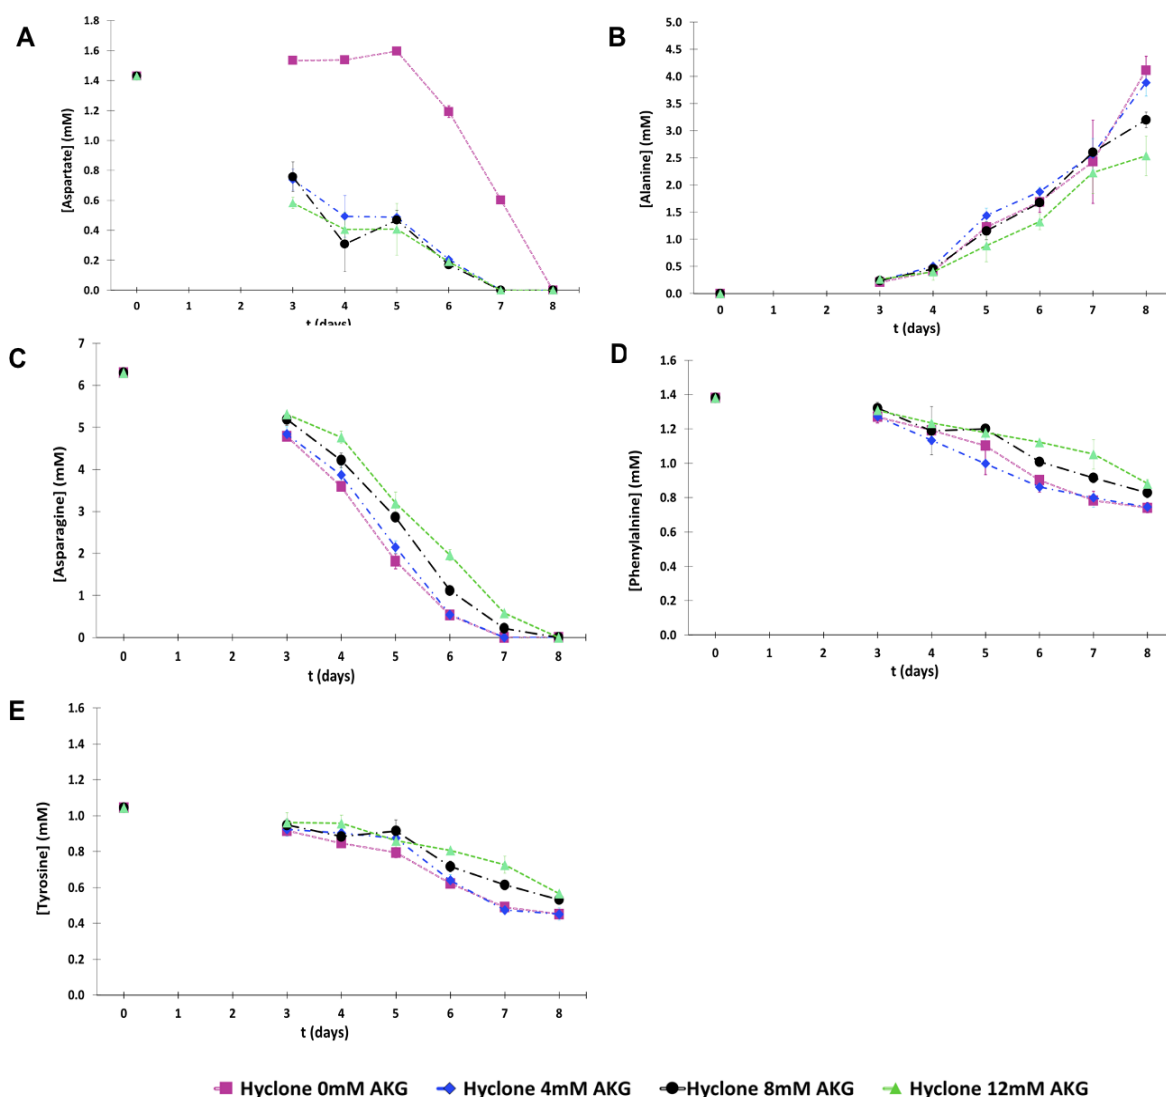 A
[Aspartate] (mM)
1.8
1.6
1.4
1.2
1.0
0.8
0.6
0.4
0.2
0.0
0 1 2 3 4 5 6 7 8
t (days)
B
[Alanine] (mM)
5.0
4.5
4.0
3.5
3.0
2.5
2.0
1.5
1.0
0.5
0.0
0 1 2 3 4 5 6 7 8
t (days)
C
[Asparagine] (mM)
7
6
5
4
3
2
1
0
0 1 2 3 4 5 6 7 8
t (days)
D
[Phenylalnine] (mM)
1.6
1.4
1.2
1.0
0.8
0.6
0.4
0.2
0.0
0 1 2 3 4 5 6 7 8
t (days)
E
[Tyrosine] (mM)
1.6
1.4
1.2
1.0
0.8
0.6
0.4
0.2
0.0
0 1 2 3 4 5 6 7 8
t (days)
Hyclone 0mM AKG Hyclone 4mM AKG Hyclone 8mM AKG Hyclone 12mM AKG